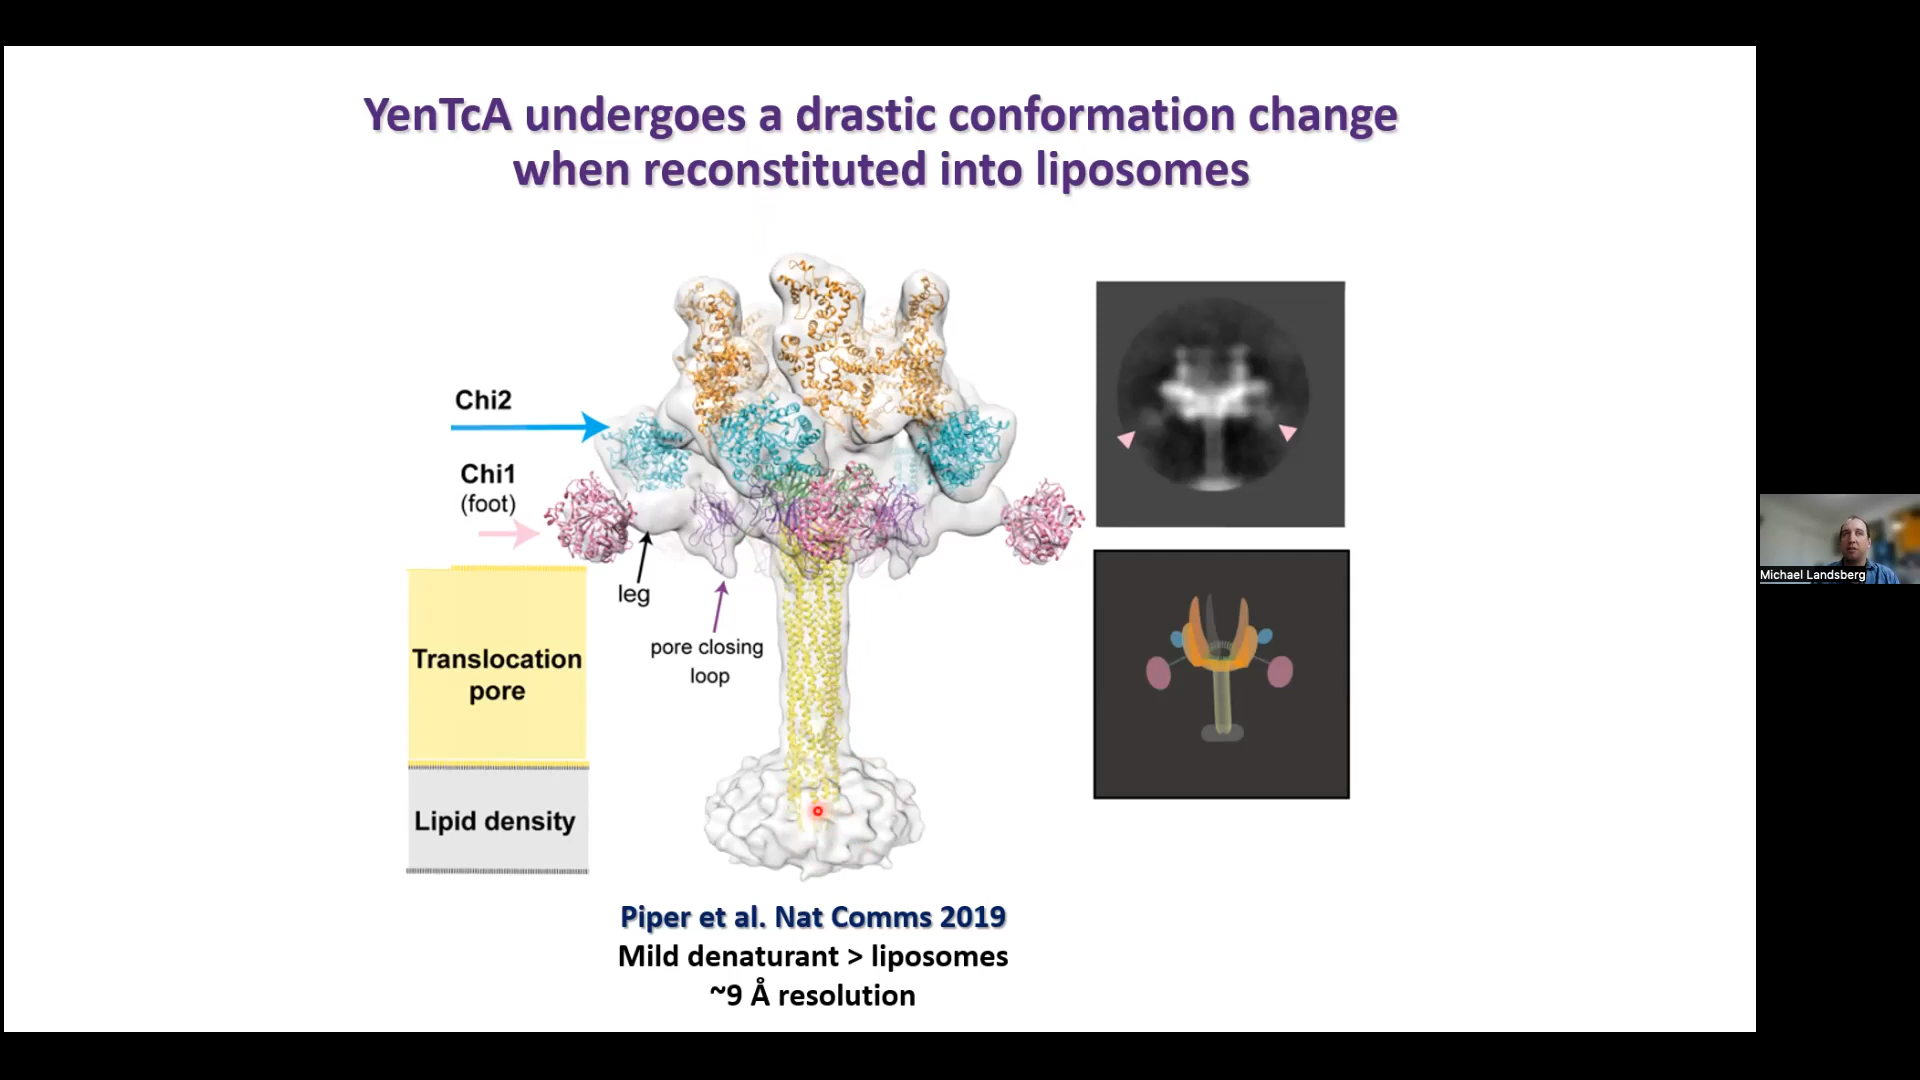 YenTcA undergoes a drastic conformation change
when reconstituted into liposomes
Chi2
Chi1
(foot)
leg
pore closing
loop
Translocation
pore
Lipid density
Piper et al. Nat Comms 2019
Mild denaturant > liposomes
~9 Å resolution
Michael Landsberg